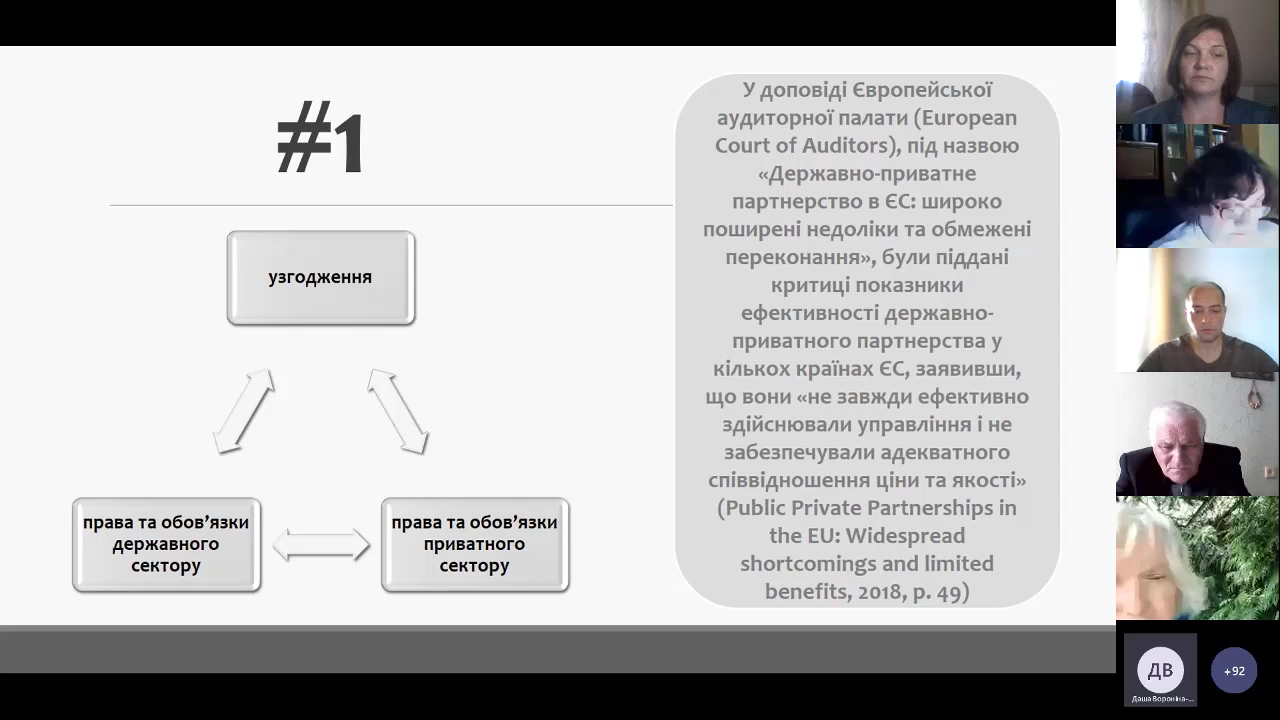 #1
узгодження
права та обов’язки
державного
сектору
права та обов’язки
приватного
сектору
У доповіді Європейської
аудиторної палати (European
Court of Auditors), під назвою
«Державно-приватне
партнерство в ЄС: широко
поширені недоліки та обмежені
переконання», були піддані
критиці показники
ефективності державно-
приватного партнерства у
кількох країнах ЄС, заявивши,
що вони «не завжди ефективно
здійснювали управління і не
забезпечували адекватного
співвідношення ціни та якості»
(Public Private Partnerships in
the EU: Widespread
shortcomings and limited
benefits, 2018, p. 49)
ДВ
Даша Вороніна-...
+92